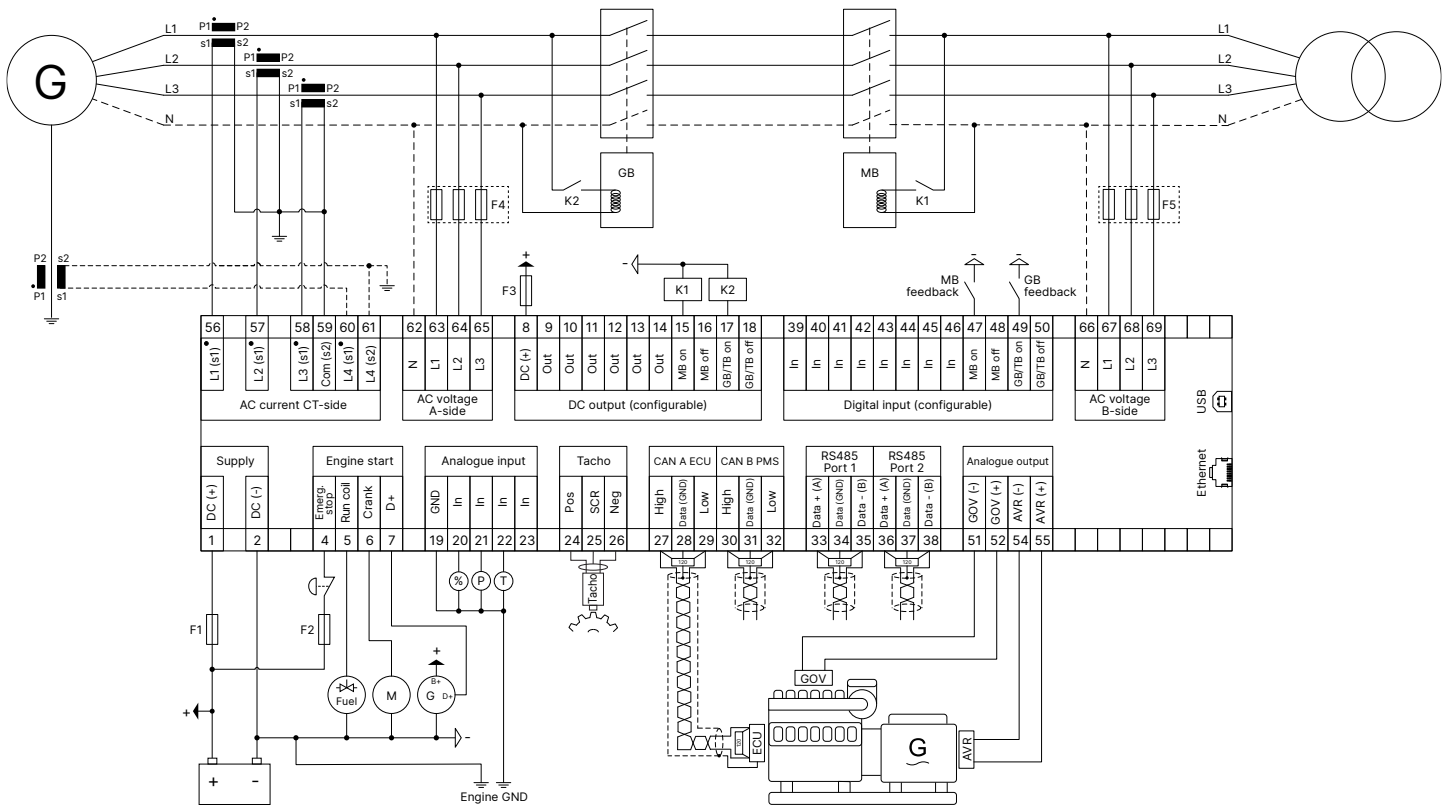 L1 P1 P2 L1
s1 s2
L2 P1 P2 L2
s1 s2
G
L3 P1 P2 L3
s1 s2
N N
GB MB
K2 K1
F4 F5
P2 s2
P1 s1
+ - - -
F3 K1 K2
MB feedback
GB feedback
56 57 58 59 60 61 62 63 64 65 8 9 10 11 12 13 14 15 16 17 18 39 40 41 42 43 44 45 46 47 48 49 50 66 67 68 69
L1 (s1) L2 (s1) L3 (s1) Com (s2) L4 (s1) L4 (s2) N L1 L2 L3 DC (+) Out Out Out Out Out Out MB on MB off GB/TB on GB/TB off In In In In In In In In MB on MB off GB/TB on GB/TB off N L1 L2 L3
AC current CT-side
AC voltage
A-side
DC output (configurable)
Digital input (configurable)
AC voltage
B-side
USB
Ethernet
Supply
Engine start
Analogue input
Tacho
CAN A ECU
CAN B PMS
RS485
Port 1
RS485
Port 2
Analogue output
DC (+) DC (-) Emerg. stop Run coil Crank D+ GND In In In In Pos SCR Neg High Data (GND) Low High Data (GND) Low Data + (A) Data (GND) Data - (B) Data + (A) Data (GND) Data - (B) GOV (-) GOV (+) AVR (-) AVR (+)
1 2 4 5 6 7 19 20 21 22 23 24 25 26 27 28 29 30 31 32 33 34 35 36 37 38 51 52 54 55
120 120 120 120
% P T
Tacho
F1 F2
+
B+
Fuel M G D+
+ -
GOV
120 ECU
G
AVR
+ -
Engine GND